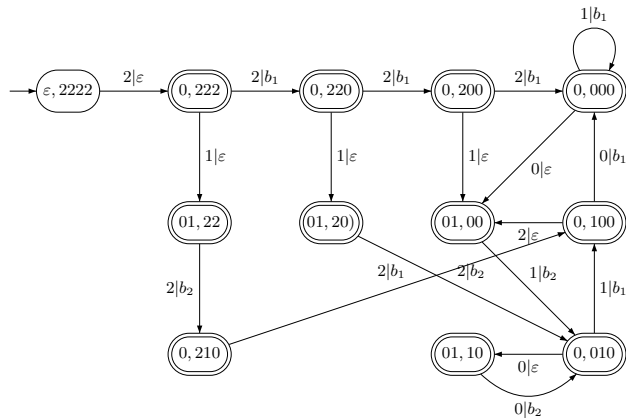 1|b₁
2|ε 2|b₁ 2|b₁ 2|b₁
ε, 2222 0, 222 0, 220 0, 200 0, 000
1|ε 1|ε 1|ε 0|ε 0|b₁
01, 22 01, 20) 01, 00 0, 100
2|ε
2|b₂ 2|b₁ 2|b₂ 1|b₂ 1|b₁
0, 210 01, 10 0, 010
0|ε
0|b₂